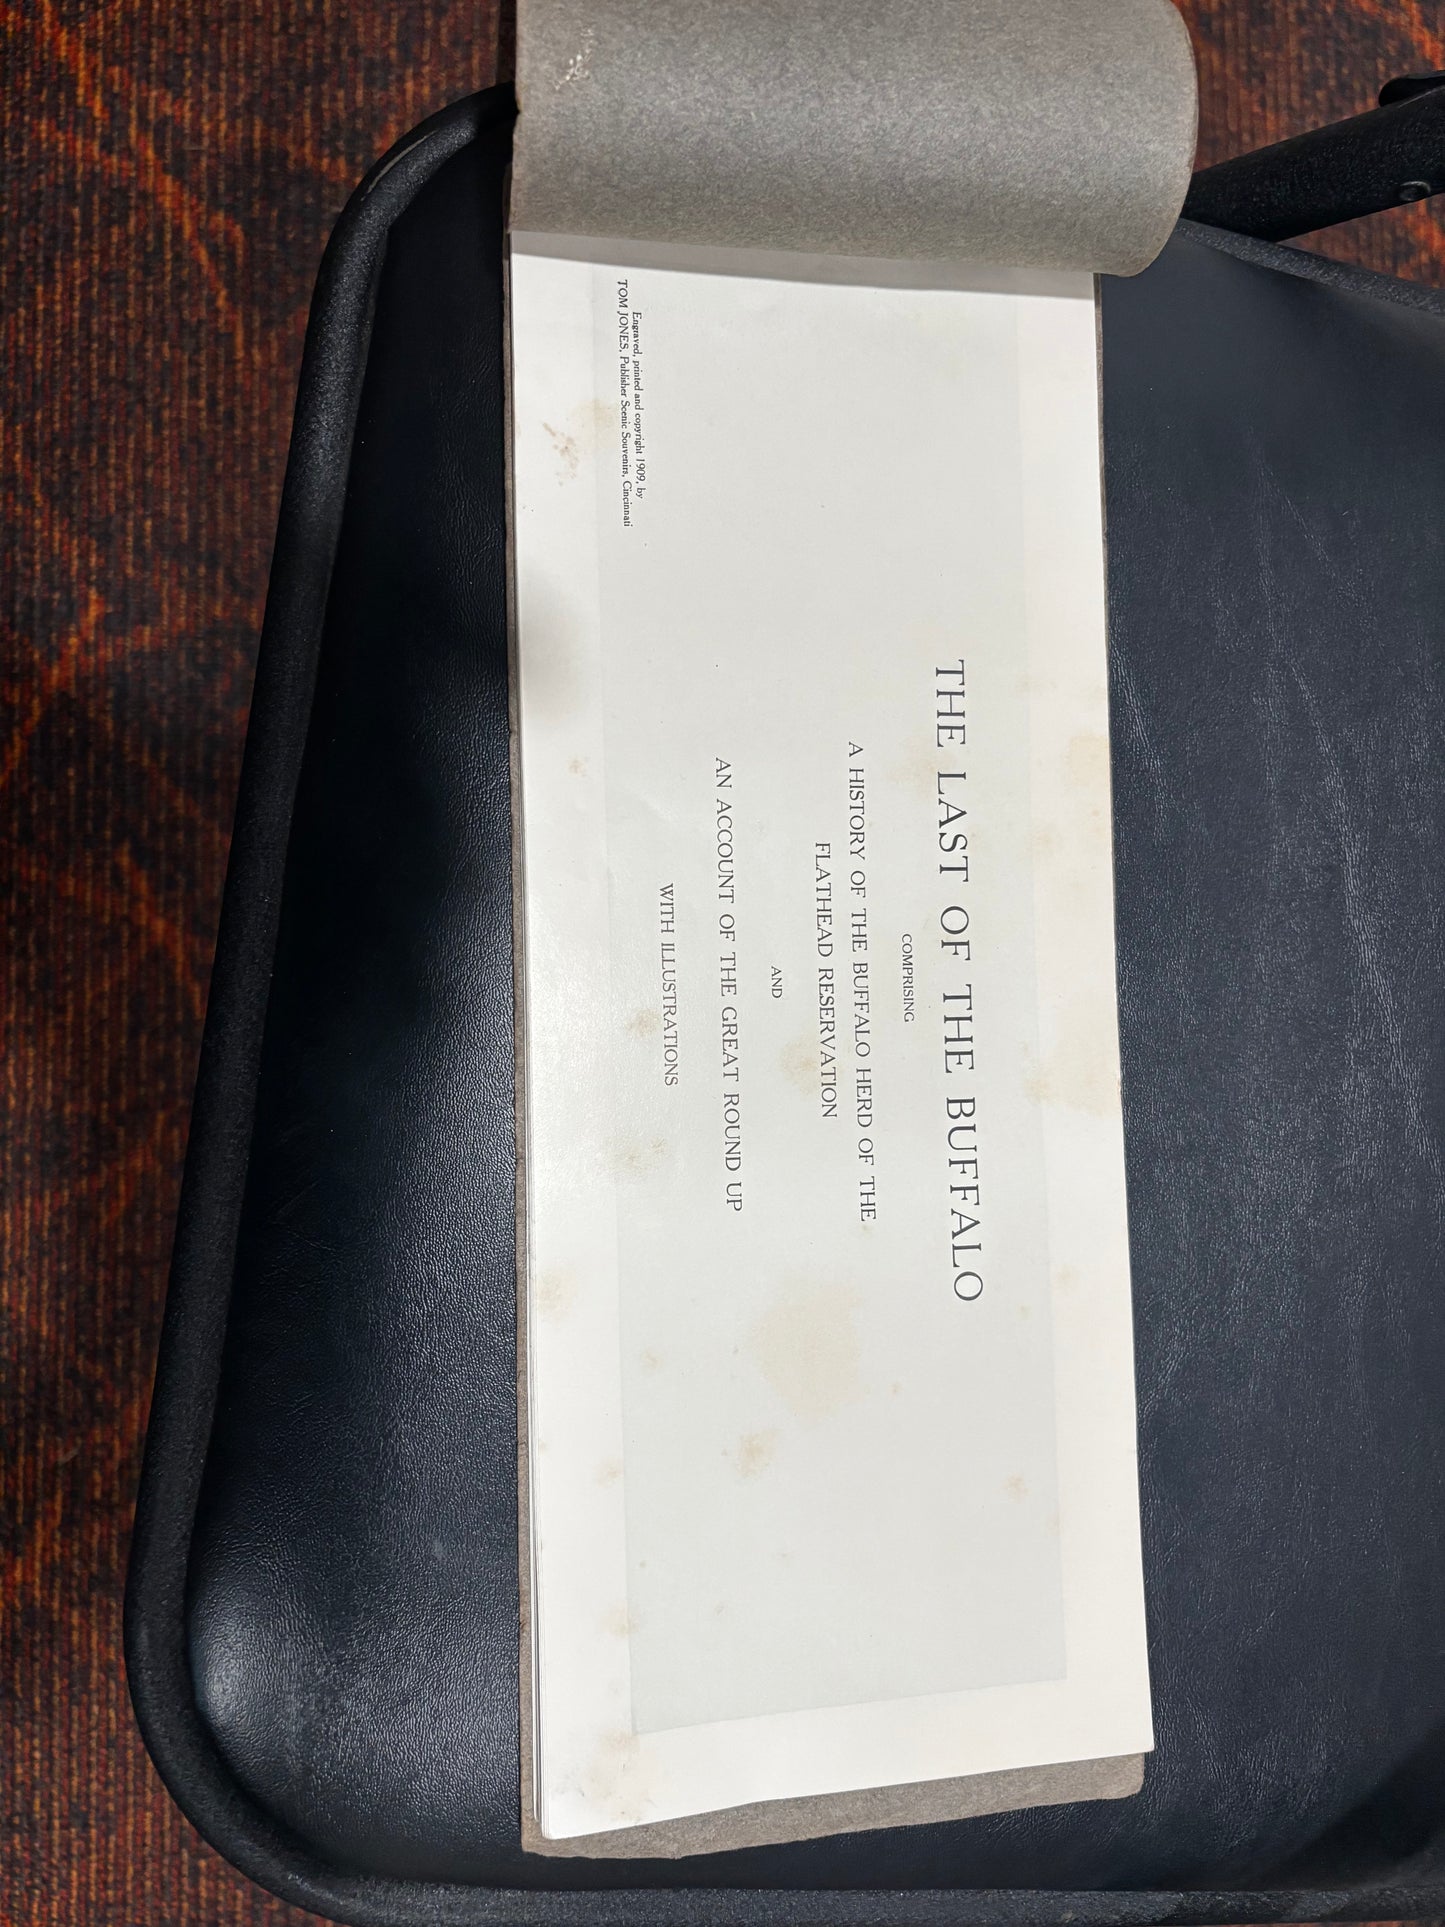 THE LAST OF THE BUFFALO
COMPRISING
A HISTORY OF THE BUFFALO HERD OF THE
FLATHEAD RESERVATION
AND
AN ACCOUNT OF THE GREAT ROUND UP
WITH ILLUSTRATIONS
Engraved, printed and copyright 1909, by
TOM JONES, Publisher Scenic Souvenirs, Cincinnati